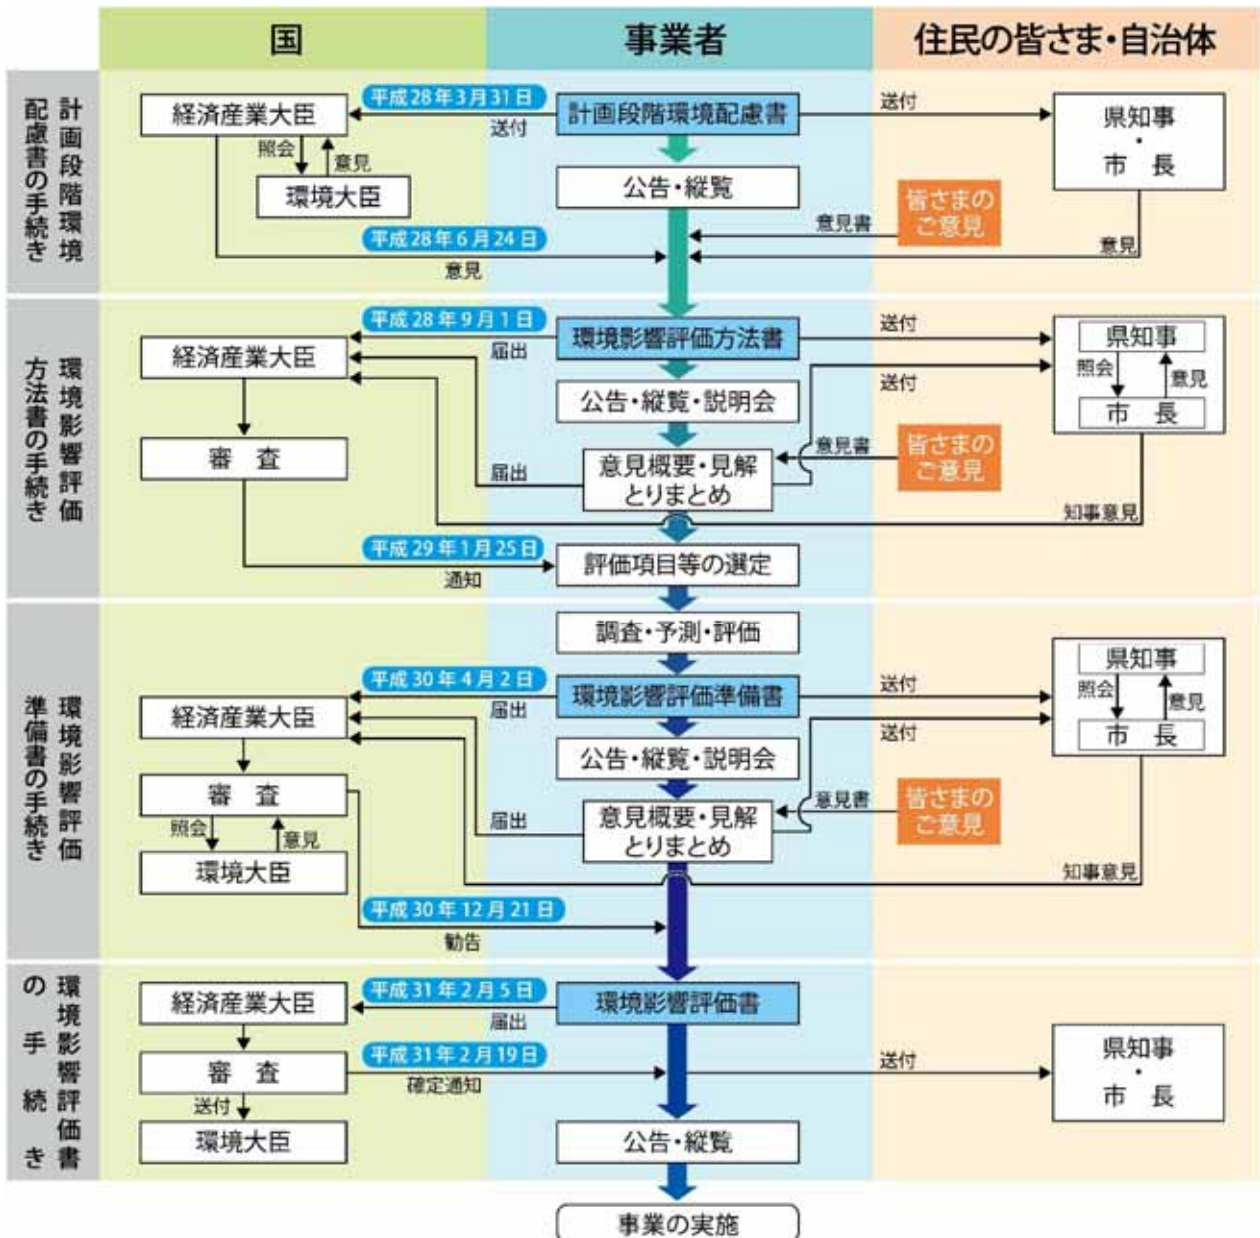 国
事業者
住民の皆さま・自治体
計画段階環境
配慮書の手続き
経済産業大臣
平成28年3月31日
送付
計画段階環境配慮書
送付
県知事
・
市 長
照会
意見
環境大臣
公告・縦覧
皆さまの
ご意見
意見書
平成28年6月24日
意見
意見
環境影響評価
方法書の手続き
平成28年9月1日
届出
経済産業大臣
環境影響評価方法書
送付
県知事
照会
意見
市 長
公告・縦覧・説明会
送付
審 査
届出
意見概要・見解
とりまとめ
意見書
皆さまの
ご意見
知事意見
平成29年1月25日
通知
評価項目等の選定
環境影響評価
準備書の手続き
調査・予測・評価
平成30年4月2日
届出
経済産業大臣
環境影響評価準備書
送付
県知事
照会
意見
市 長
公告・縦覧・説明会
送付
審 査
照会
意見
環境大臣
届出
意見概要・見解
とりまとめ
意見書
皆さまの
ご意見
知事意見
平成30年12月21日
勧告
環境影響評価書
の手続き
経済産業大臣
平成31年2月5日
届出
環境影響評価書
審 査
平成31年2月19日
確定通知
送付
県知事
・
市 長
送付
環境大臣
公告・縦覧
事業の実施